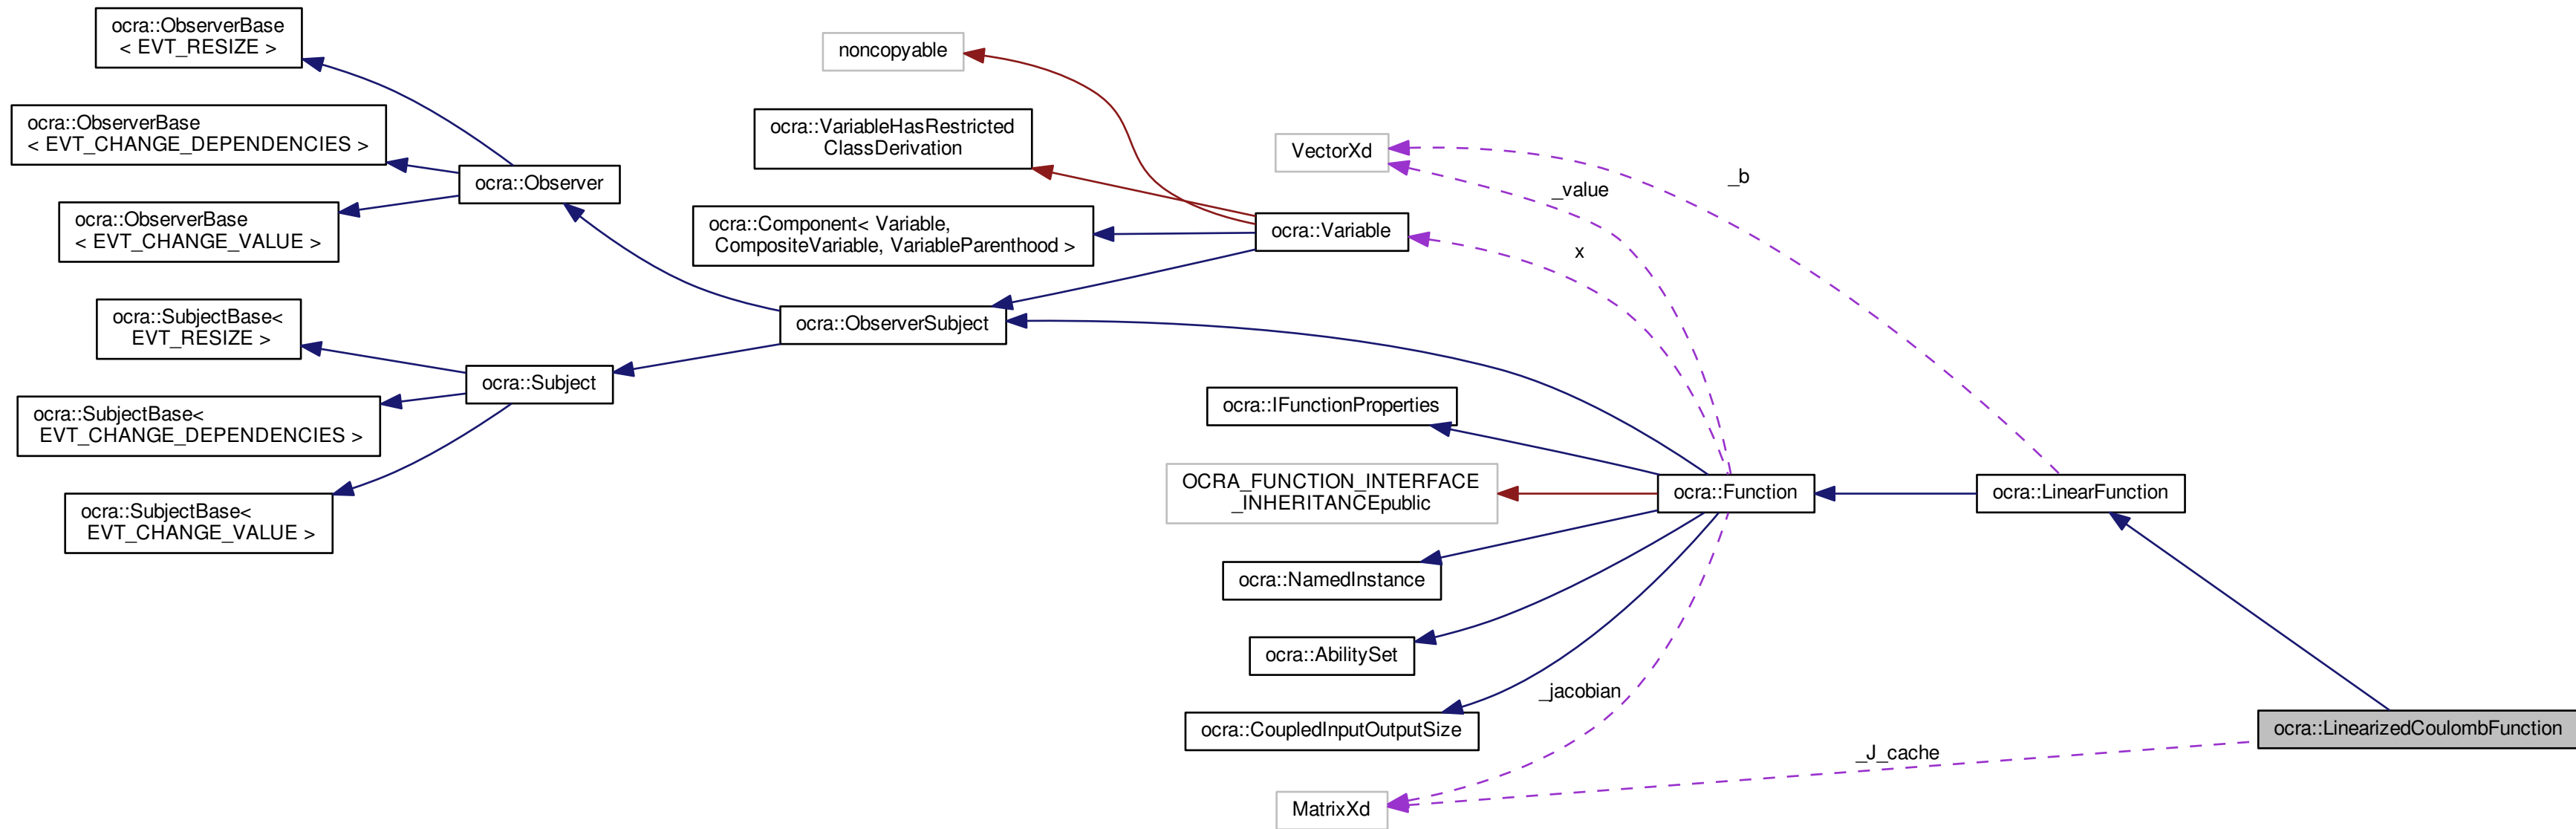 ocra::ObserverBase
< EVT_RESIZE >
ocra::ObserverBase
< EVT_CHANGE_DEPENDENCIES >
ocra::ObserverBase
< EVT_CHANGE_VALUE >
ocra::SubjectBase<
EVT_RESIZE >
ocra::SubjectBase<
EVT_CHANGE_DEPENDENCIES >
ocra::SubjectBase<
EVT_CHANGE_VALUE >
ocra::Observer
ocra::Subject
noncopyable
ocra::VariableHasRestricted
ClassDerivation
ocra::Component< Variable,
CompositeVariable, VariableParenthood >
ocra::ObserverSubject
VectorXd
ocra::Variable
ocra::IFunctionProperties
OCRA_FUNCTION_INTERFACE
_INHERITANCEpublic
ocra::NamedInstance
ocra::AbilitySet
ocra::CoupledInputOutputSize
MatrixXd
_value
x
_jacobian
_b
ocra::Function
_J_cache
ocra::LinearFunction
ocra::LinearizedCoulombFunction